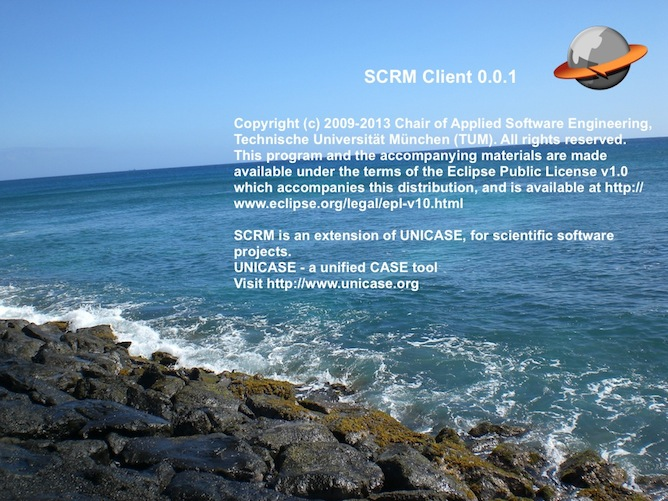 SCRM Client 0.0.1
Copyright (c) 2009-2013 Chair of Applied Software Engineering,
Technische Universität München (TUM). All rights reserved.
This program and the accompanying materials are made
available under the terms of the Eclipse Public License v1.0
which accompanies this distribution, and is available at http://
www.eclipse.org/legal/epl-v10.html
SCRM is an extension of UNICASE, for scientific software
projects.
UNICASE - a unified CASE tool
Visit http://www.unicase.org